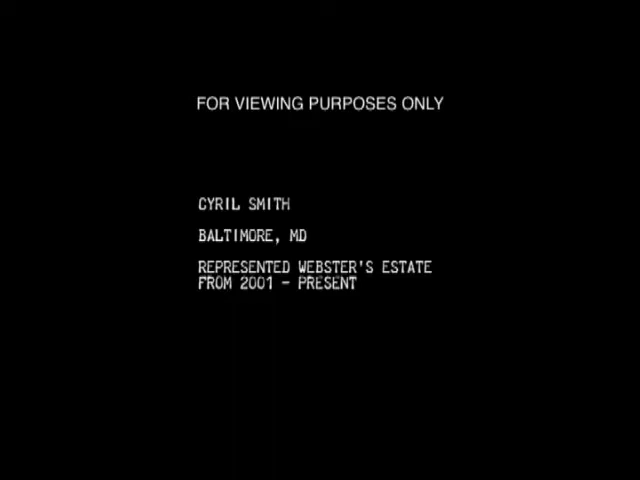 FOR VIEWING PURPOSES ONLY
CYRIL SMITH
BALTIMORE, MD
REPRESENTED WEBSTER'S ESTATE
FROM 2001 - PRESENT